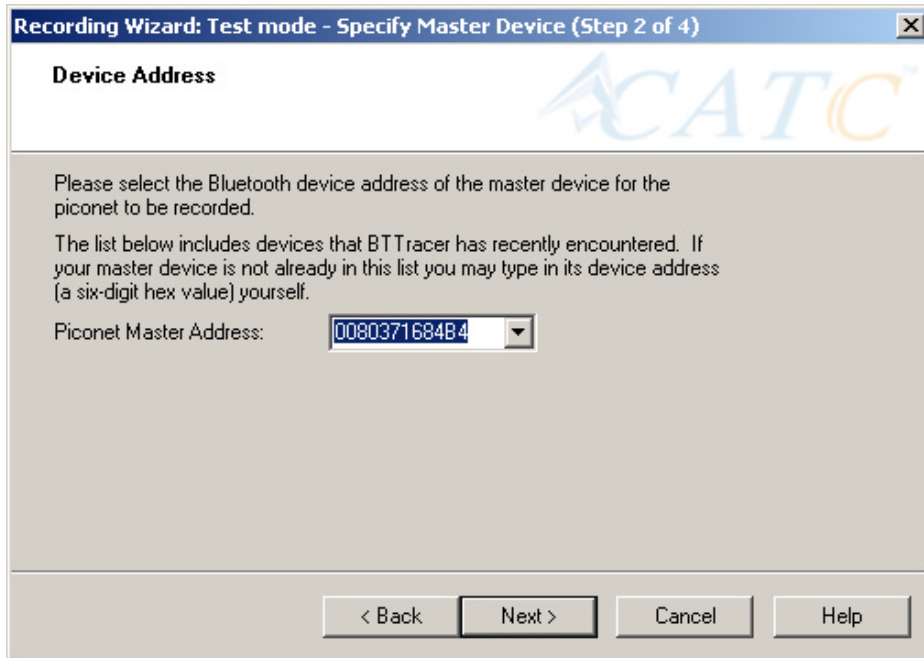 Recording Wizard: Test mode - Specify Master Device (Step 2 of 4)
Device Address
CATC™
Please select the Bluetooth device address of the master device for the
piconet to be recorded.
The list below includes devices that BTTracer has recently encountered. If
your master device is not already in this list you may type in its device address
(a six-digit hex value) yourself.
Piconet Master Address: 0080371684B4
< Back Next > Cancel Help